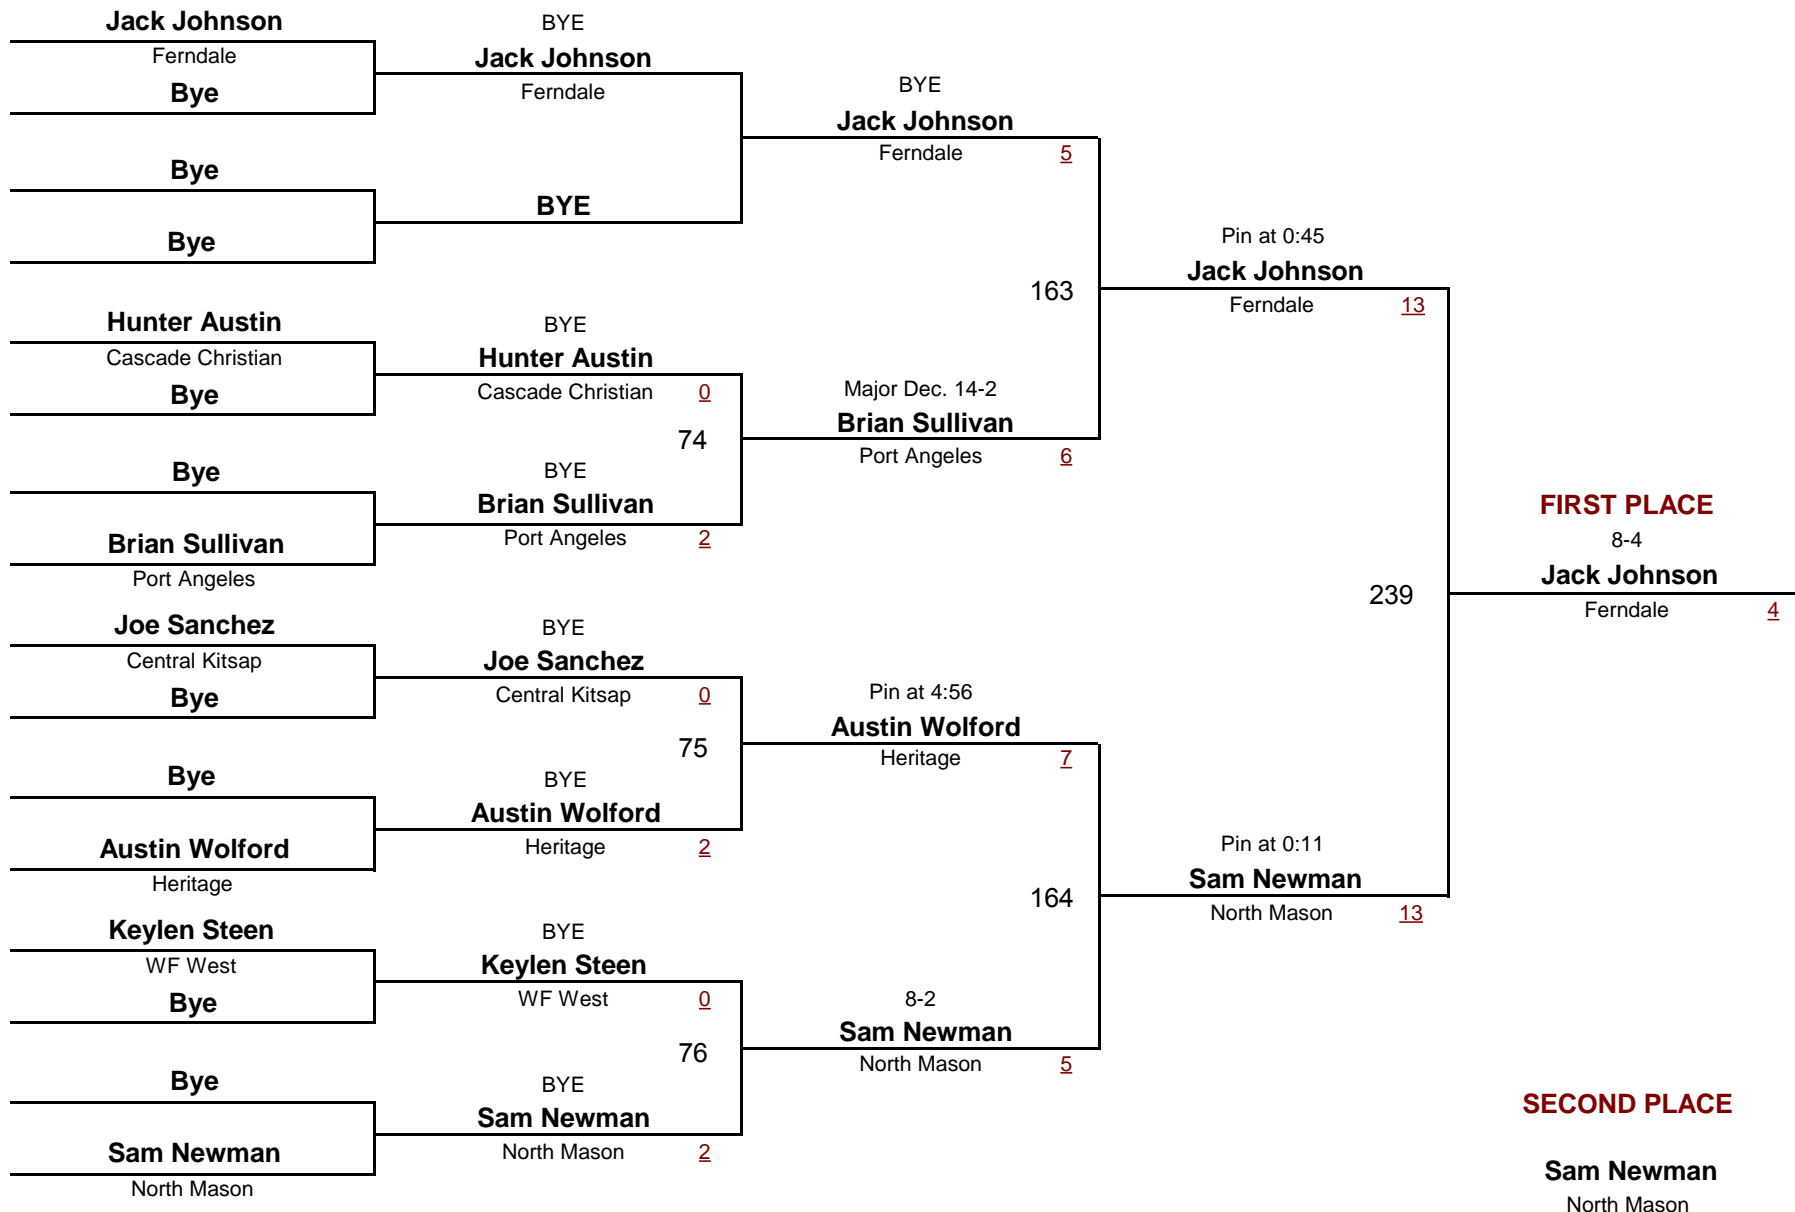 Jack Johnson
Ferndale
Bye
Bye
Bye
Hunter Austin
Cascade Christian
Bye
Bye
Brian Sullivan
Port Angeles
Joe Sanchez
Central Kitsap
Bye
Bye
Austin Wolford
Heritage
Keylen Steen
WF West
Bye
Bye
Sam Newman
North Mason
BYE
Jack Johnson
Ferndale
BYE
BYE
Hunter Austin
Cascade Christian 0
74
BYE
Brian Sullivan
Port Angeles 2
BYE
Joe Sanchez
Central Kitsap 0
75
BYE
Austin Wolford
Heritage 2
BYE
Keylen Steen
WF West 0
76
BYE
Sam Newman
North Mason 2
BYE
Jack Johnson
Ferndale 5
163
Major Dec. 14-2
Brian Sullivan
Port Angeles 6
Pin at 4:56
Austin Wolford
Heritage 7
164
8-2
Sam Newman
North Mason 5
Pin at 0:45
Jack Johnson
Ferndale 13
239
Pin at 0:11
Sam Newman
North Mason 13
FIRST PLACE
8-4
Jack Johnson
Ferndale 4
SECOND PLACE
Sam Newman
North Mason